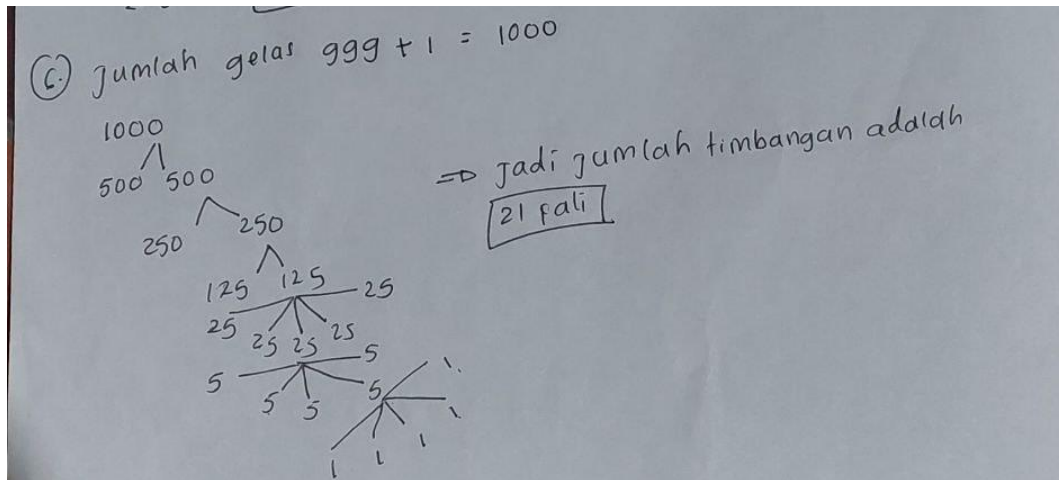 6. Jumlah gelas 999 + 1 = 1000
1000
500 500
250 250
125 125
25 25 25 25 25
5 5 5 5 5
1 1 1 1 1
=> Jadi jumlah timbangan adalah
21 kali